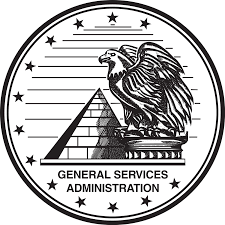 GENERAL SERVICES
ADMINISTRATION